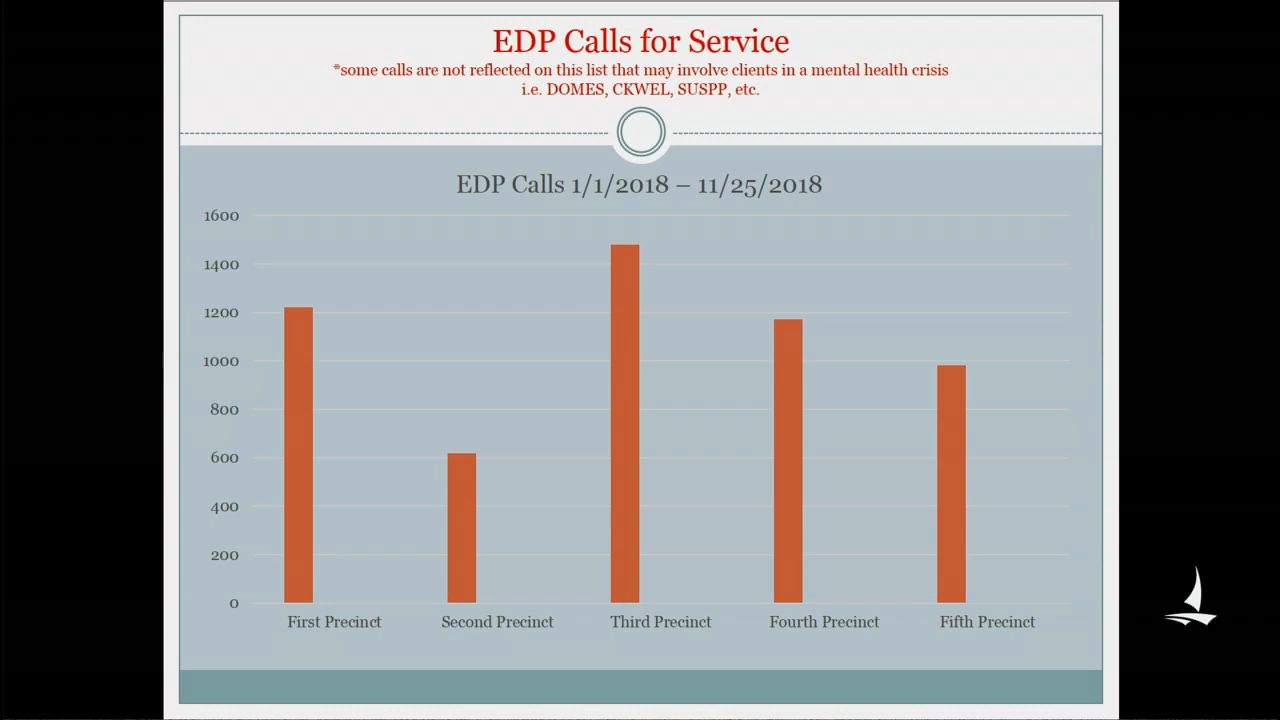 EDP Calls for Service
*some calls are not reflected on this list that may involve clients in a mental health crisis
i.e. DOMES, CKWEL, SUSPP, etc.
EDP Calls 1/1/2018 – 11/25/2018
1600
1400
1200
1000
800
600
400
200
0
First Precinct
Second Precinct
Third Precinct
Fourth Precinct
Fifth Precinct